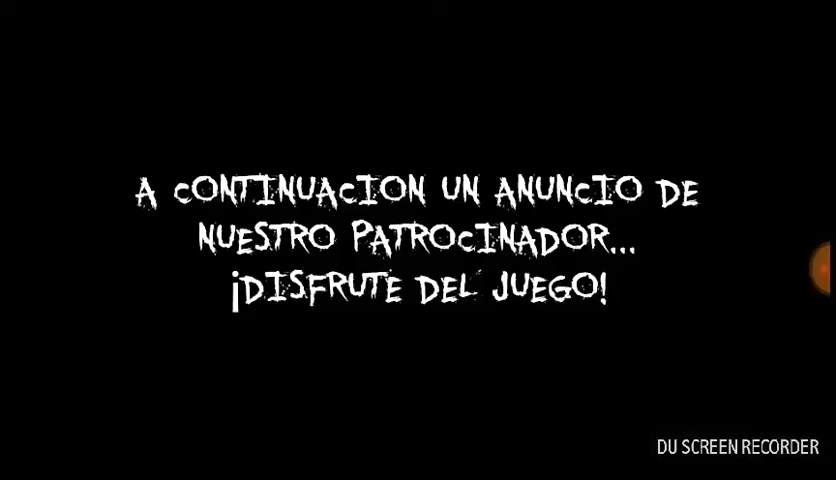 A CONTINUACION UN ANUNCIO DE
NUESTRO PATROCINADOR...
¡DISFRUTE DEL JUEGO!
DU SCREEN RECORDER